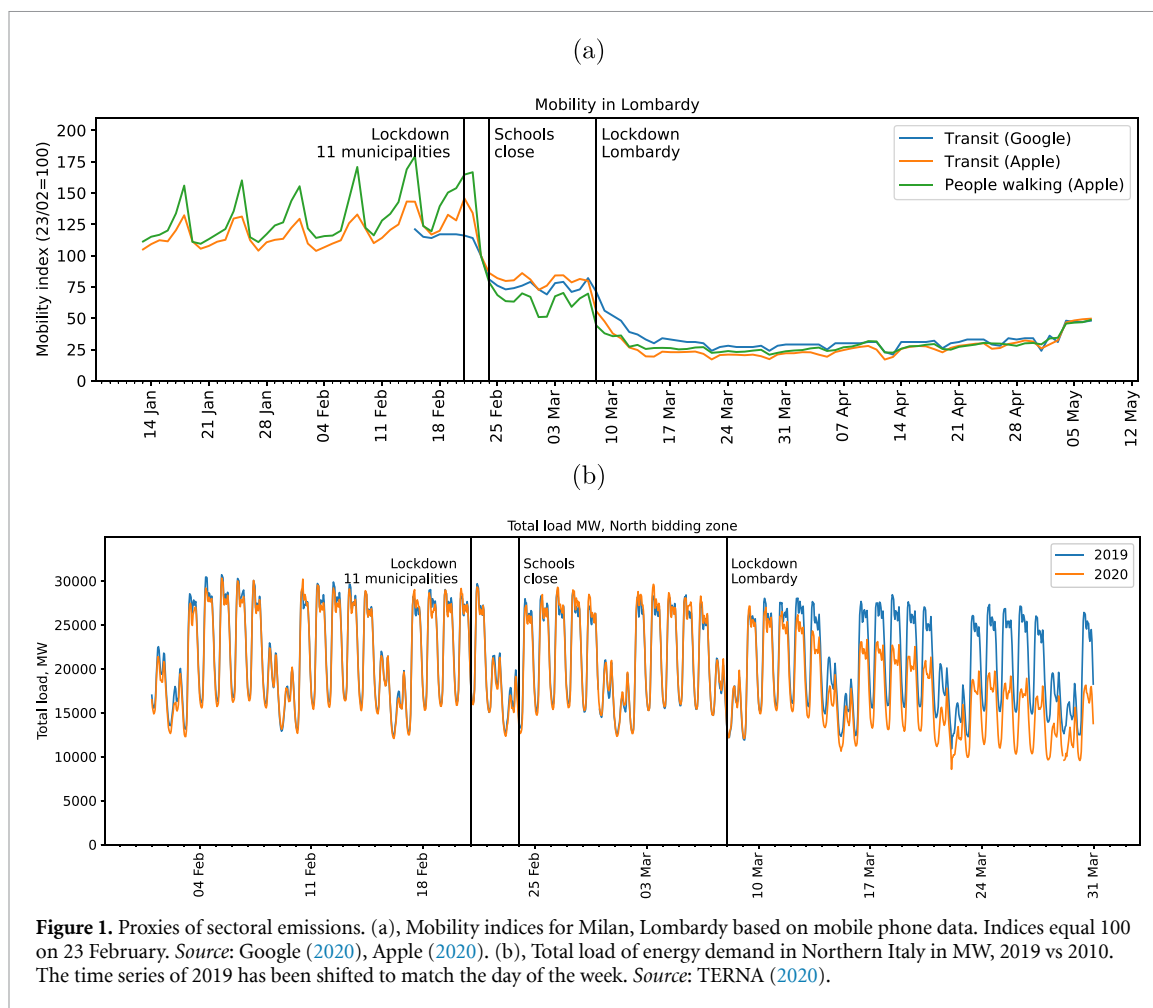 (a)
Mobility in Lombardy
Mobility index (23/02=100)
200
175
150
125
100
75
50
25
0
Lockdown
11 municipalities
Schools
close
Lockdown
Lombardy
Transit (Google)
Transit (Apple)
People walking (Apple)
14 Jan
21 Jan
28 Jan
04 Feb
11 Feb
18 Feb
25 Feb
03 Mar
10 Mar
17 Mar
24 Mar
31 Mar
07 Apr
14 Apr
21 Apr
28 Apr
05 May
12 May
(b)
Total load MW, North bidding zone
Total load, MW
30000
25000
20000
15000
10000
5000
0
Lockdown
11 municipalities
Schools
close
Lockdown
Lombardy
2019
2020
04 Feb
11 Feb
18 Feb
25 Feb
03 Mar
10 Mar
17 Mar
24 Mar
31 Mar
Figure 1. Proxies of sectoral emissions. (a), Mobility indices for Milan, Lombardy based on mobile phone data. Indices equal 100
on 23 February. Source: Google (2020), Apple (2020). (b), Total load of energy demand in Northern Italy in MW, 2019 vs 2010.
The time series of 2019 has been shifted to match the day of the week. Source: TERNA (2020).